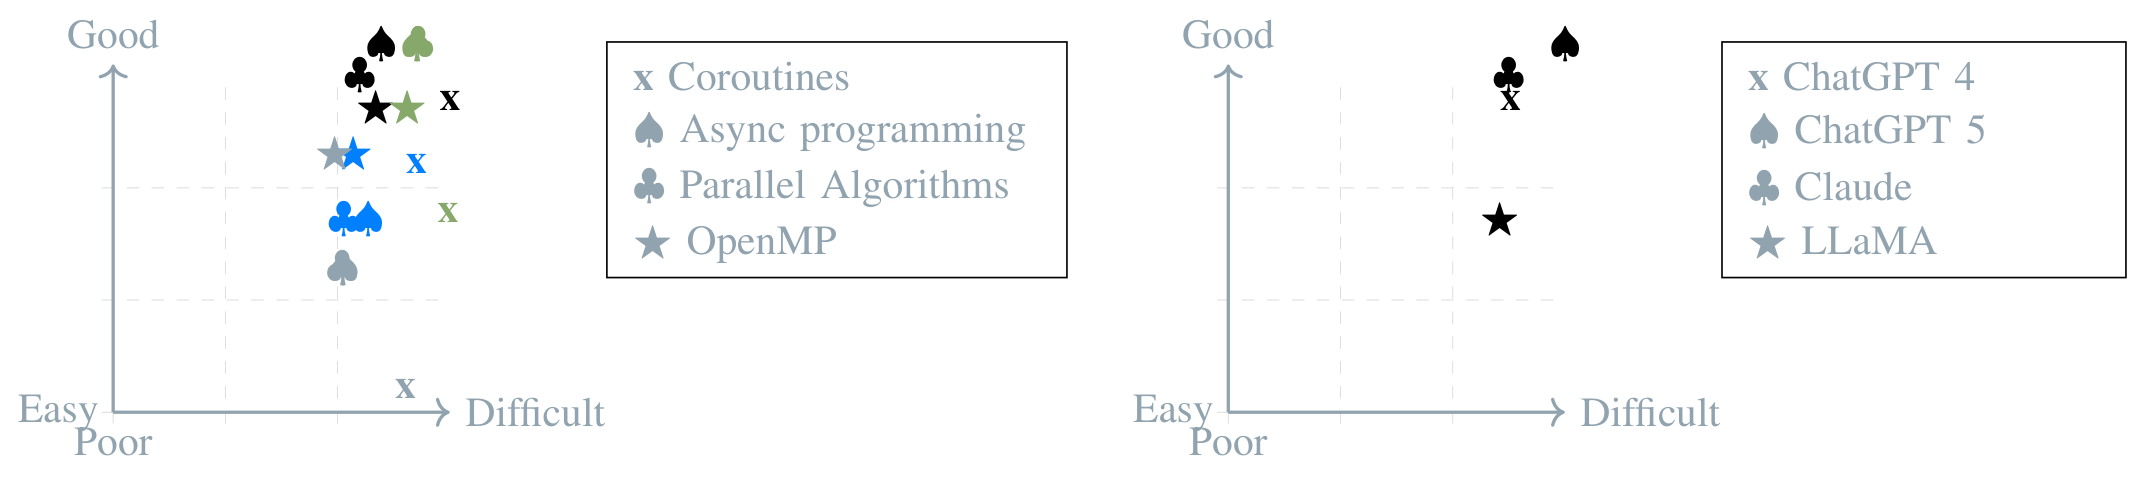 Good
x Coroutines
♠ Async programming
♣ Parallel Algorithms
★ OpenMP
x
x
x
x
Easy
Difficult
Poor
Good
x ChatGPT 4
♠ ChatGPT 5
♣ Claude
★ LLaMA
x
Easy
Difficult
Poor